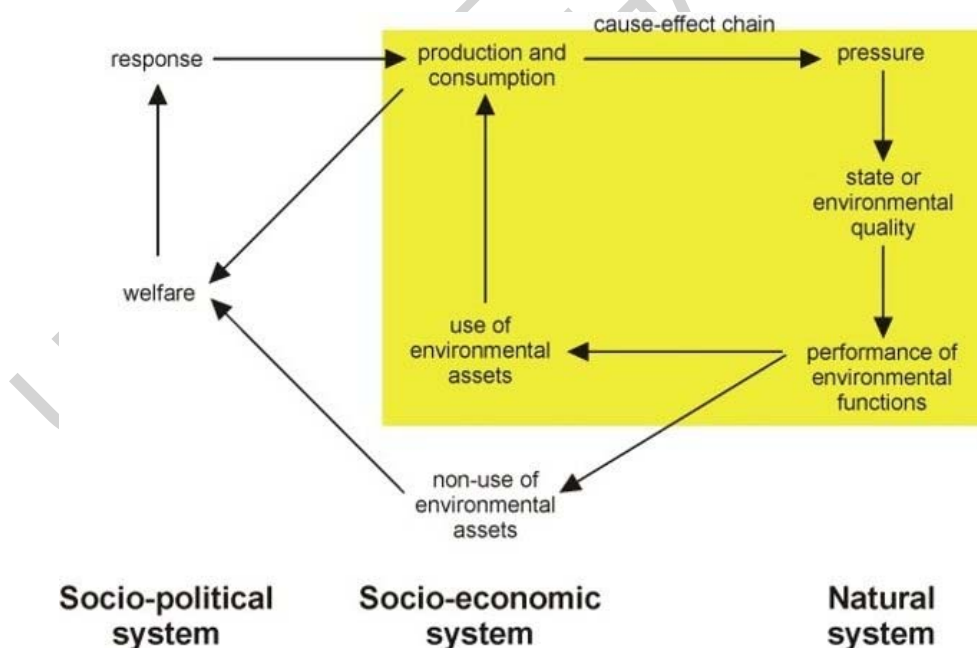 cause-effect chain
response
production and
consumption
pressure
state or
environmental
quality
welfare
use of
environmental
assets
performance of
environmental
functions
non-use of
environmental
assets
Socio-political
system
Socio-economic
system
Natural
system